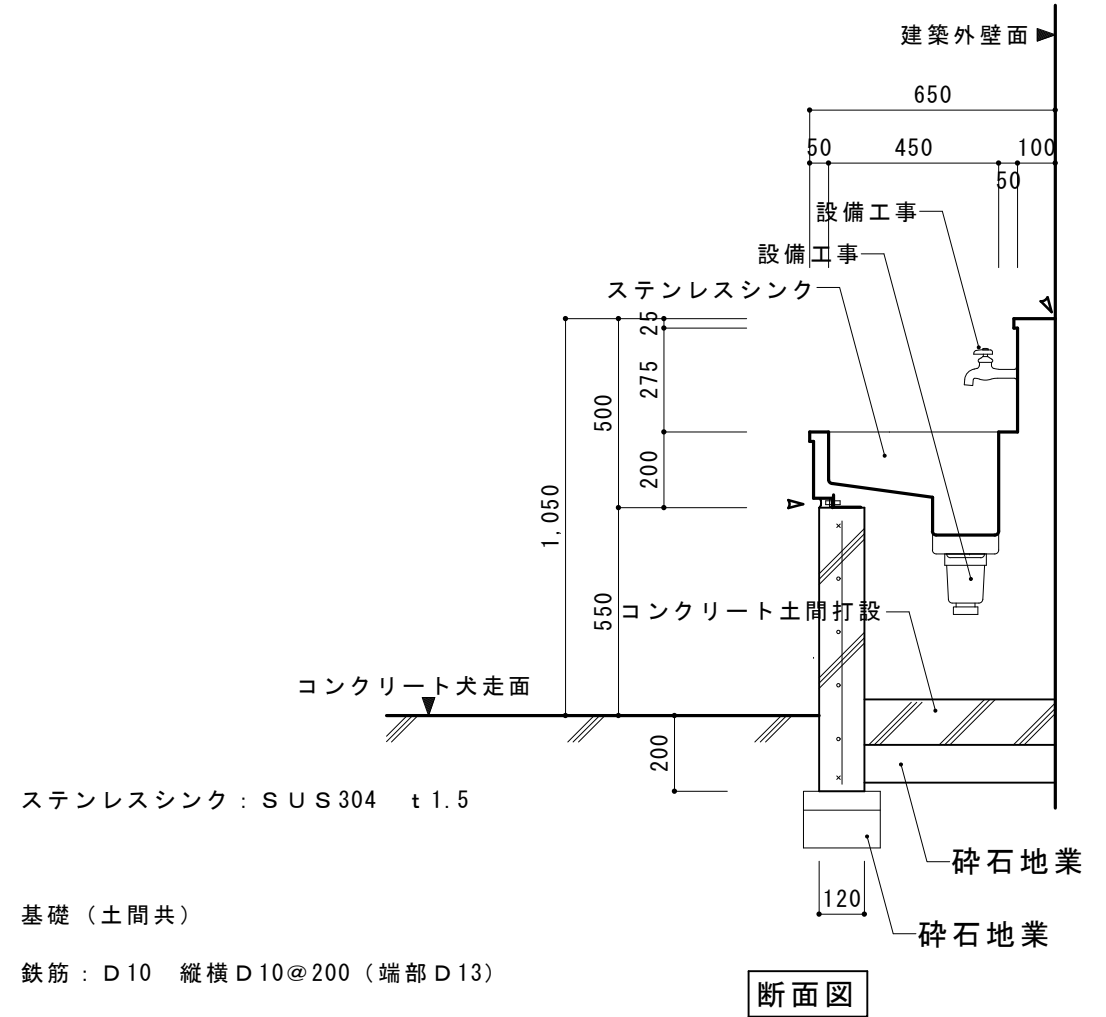 建築外壁面
650
50 450 100
50
設備工事
設備工事
ステンレスシンク
25
275
500
200
1,050
550
コンクリート土間打設
コンクリート犬走面
200
ステンレスシンク：ＳＵＳ304　ｔ1.5
砕石地業
120
基礎（土間共）
砕石地業
鉄筋：Ｄ10　縦横Ｄ10@200（端部Ｄ13）
断面図